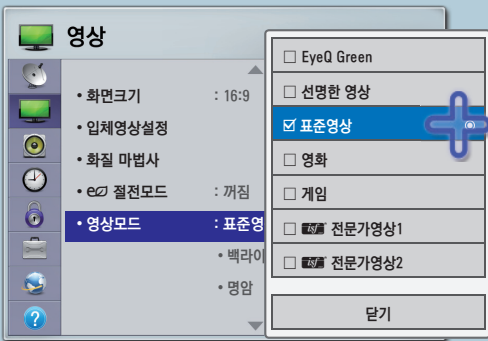 영상
• 화면크기 : 16:9
• 입체영상설정
• 화질 마법사
• e 절전모드 : 꺼짐
• 영상모드 : 표준영
• 백라이
• 명암
?
□ EyeQ Green
□ 선명한 영상
☑ 표준영상
□ 영화
□ 게임
□ isf 전문가영상1
□ isf 전문가영상2
닫기